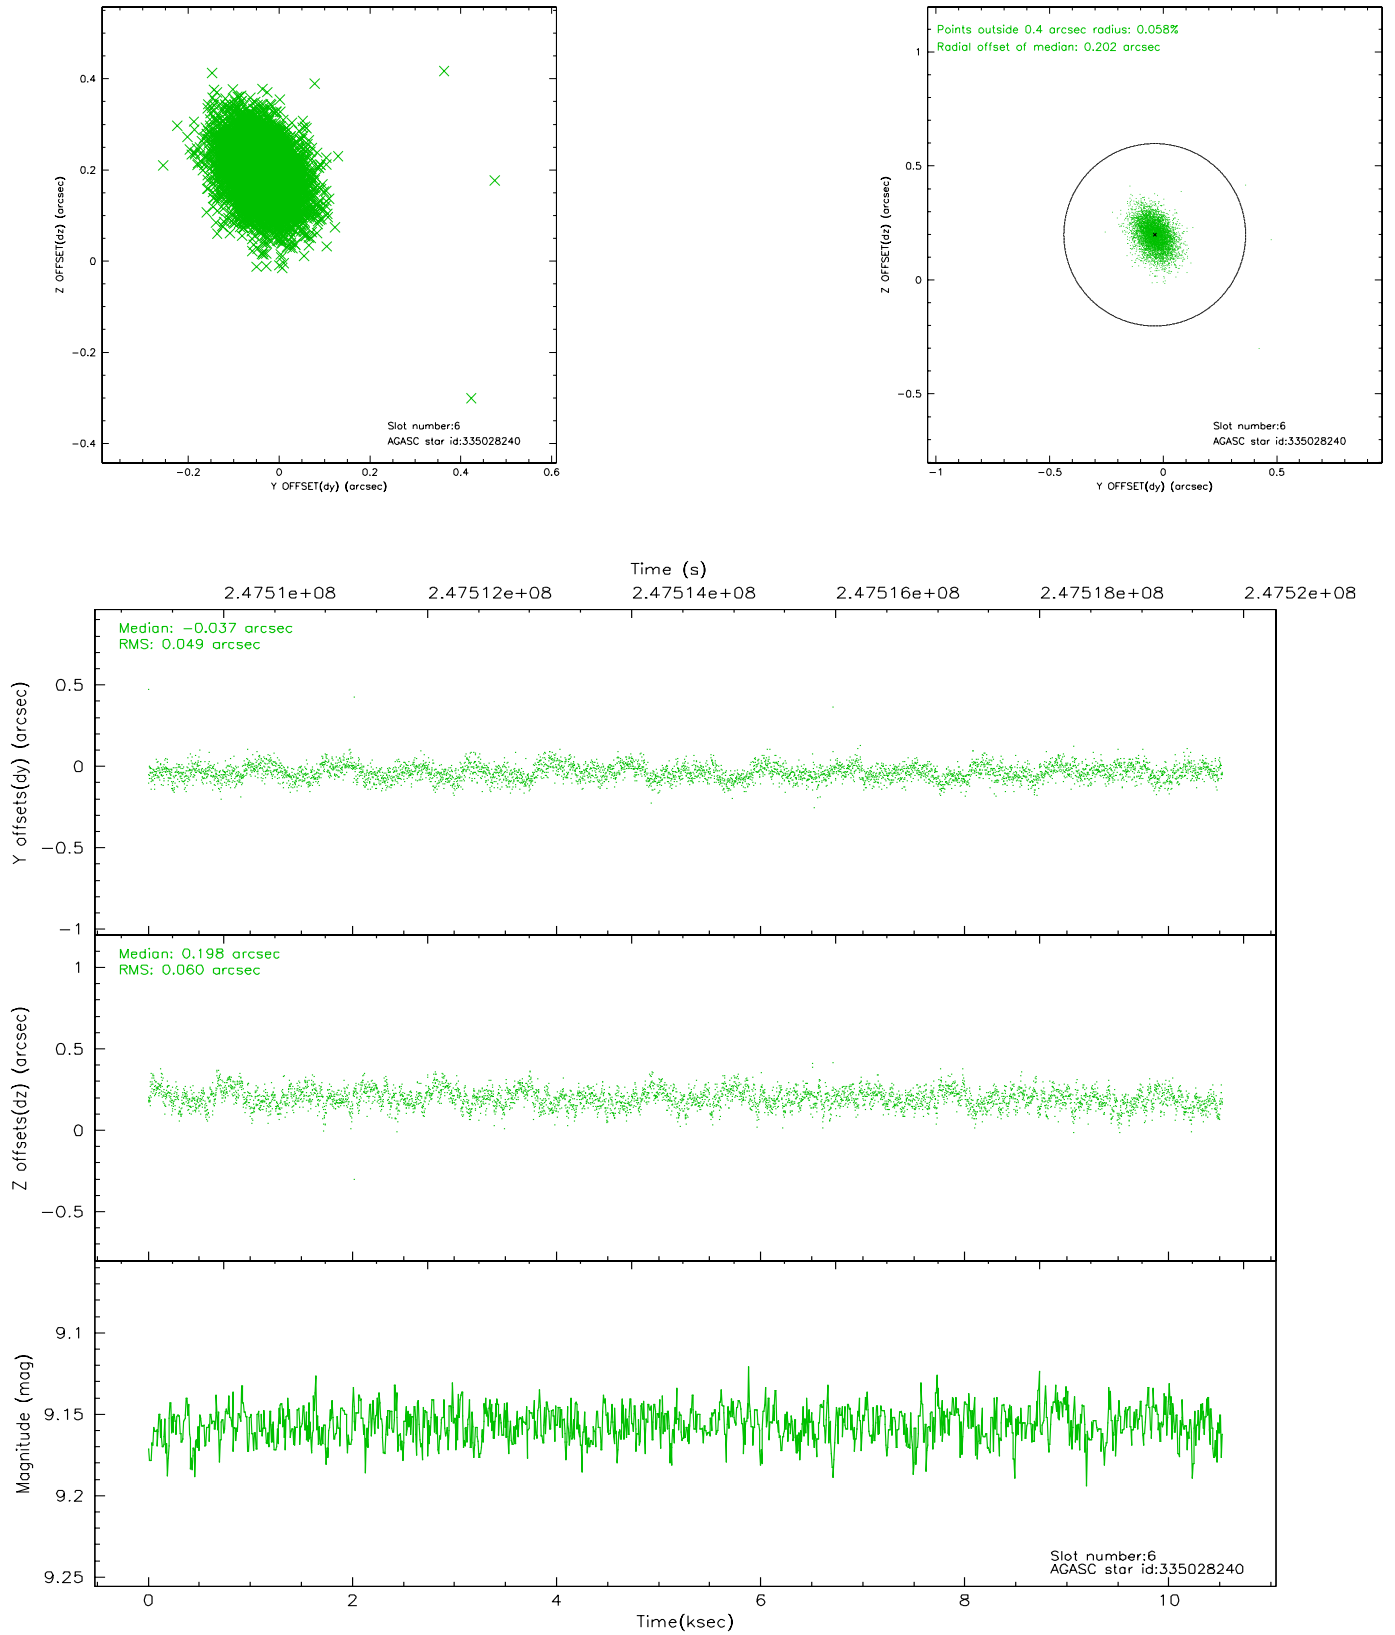 0.4
0.2
0
−0.2
−0.4
Z OFFSET(dz) (arcsec)
Slot number:6
AGASC star id:335028240
−0.2 0 0.2 0.4 0.6
Y OFFSET(dy) (arcsec)
Points outside 0.4 arcsec radius: 0.058%
Radial offset of median: 0.202 arcsec
1
0.5
0
−0.5
Z OFFSET(dz) (arcsec)
Slot number:6
AGASC star id:335028240
−1 −0.5 0 0.5
Y OFFSET(dy) (arcsec)
Time (s)
2.4751e+08 2.47512e+08 2.47514e+08 2.47516e+08 2.47518e+08 2.4752e+08
Median: −0.037 arcsec
RMS: 0.049 arcsec
0.5
0
−0.5
−1
Y offsets(dy) (arcsec)
Median: 0.198 arcsec
RMS: 0.060 arcsec
1
0.5
0
−0.5
Z offsets(dz) (arcsec)
9.1
9.15
9.2
9.25
Magnitude (mag)
Slot number:6
AGASC star id:335028240
0 2 4 6 8 10
Time(ksec)